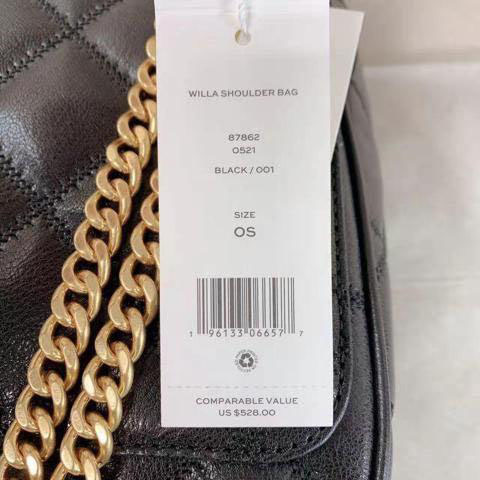 WILLA SHOULDER BAG
87862
0521
BLACK / 001
SIZE
OS
1 96133 06657 7
COMPARABLE VALUE
US $528.00